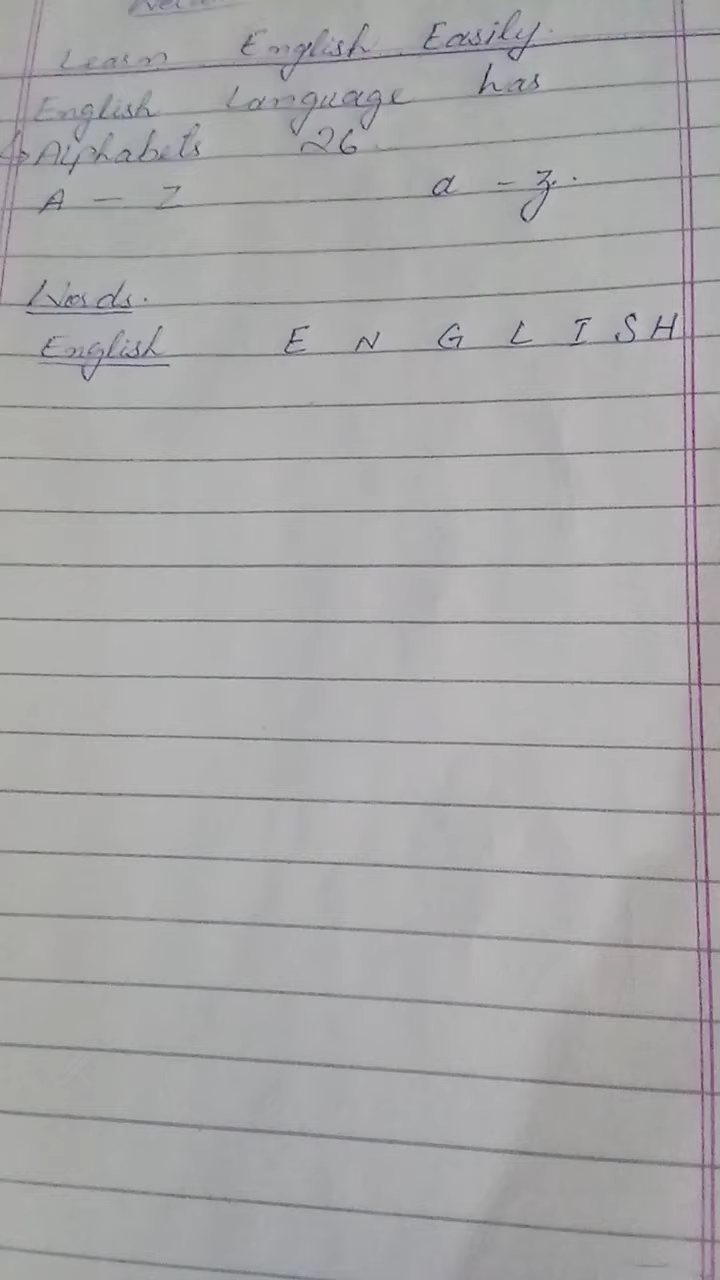 Learn English Easily.
English Language has
Alphabets 26.
A - Z a - z.
Words.
English E N G L I S H